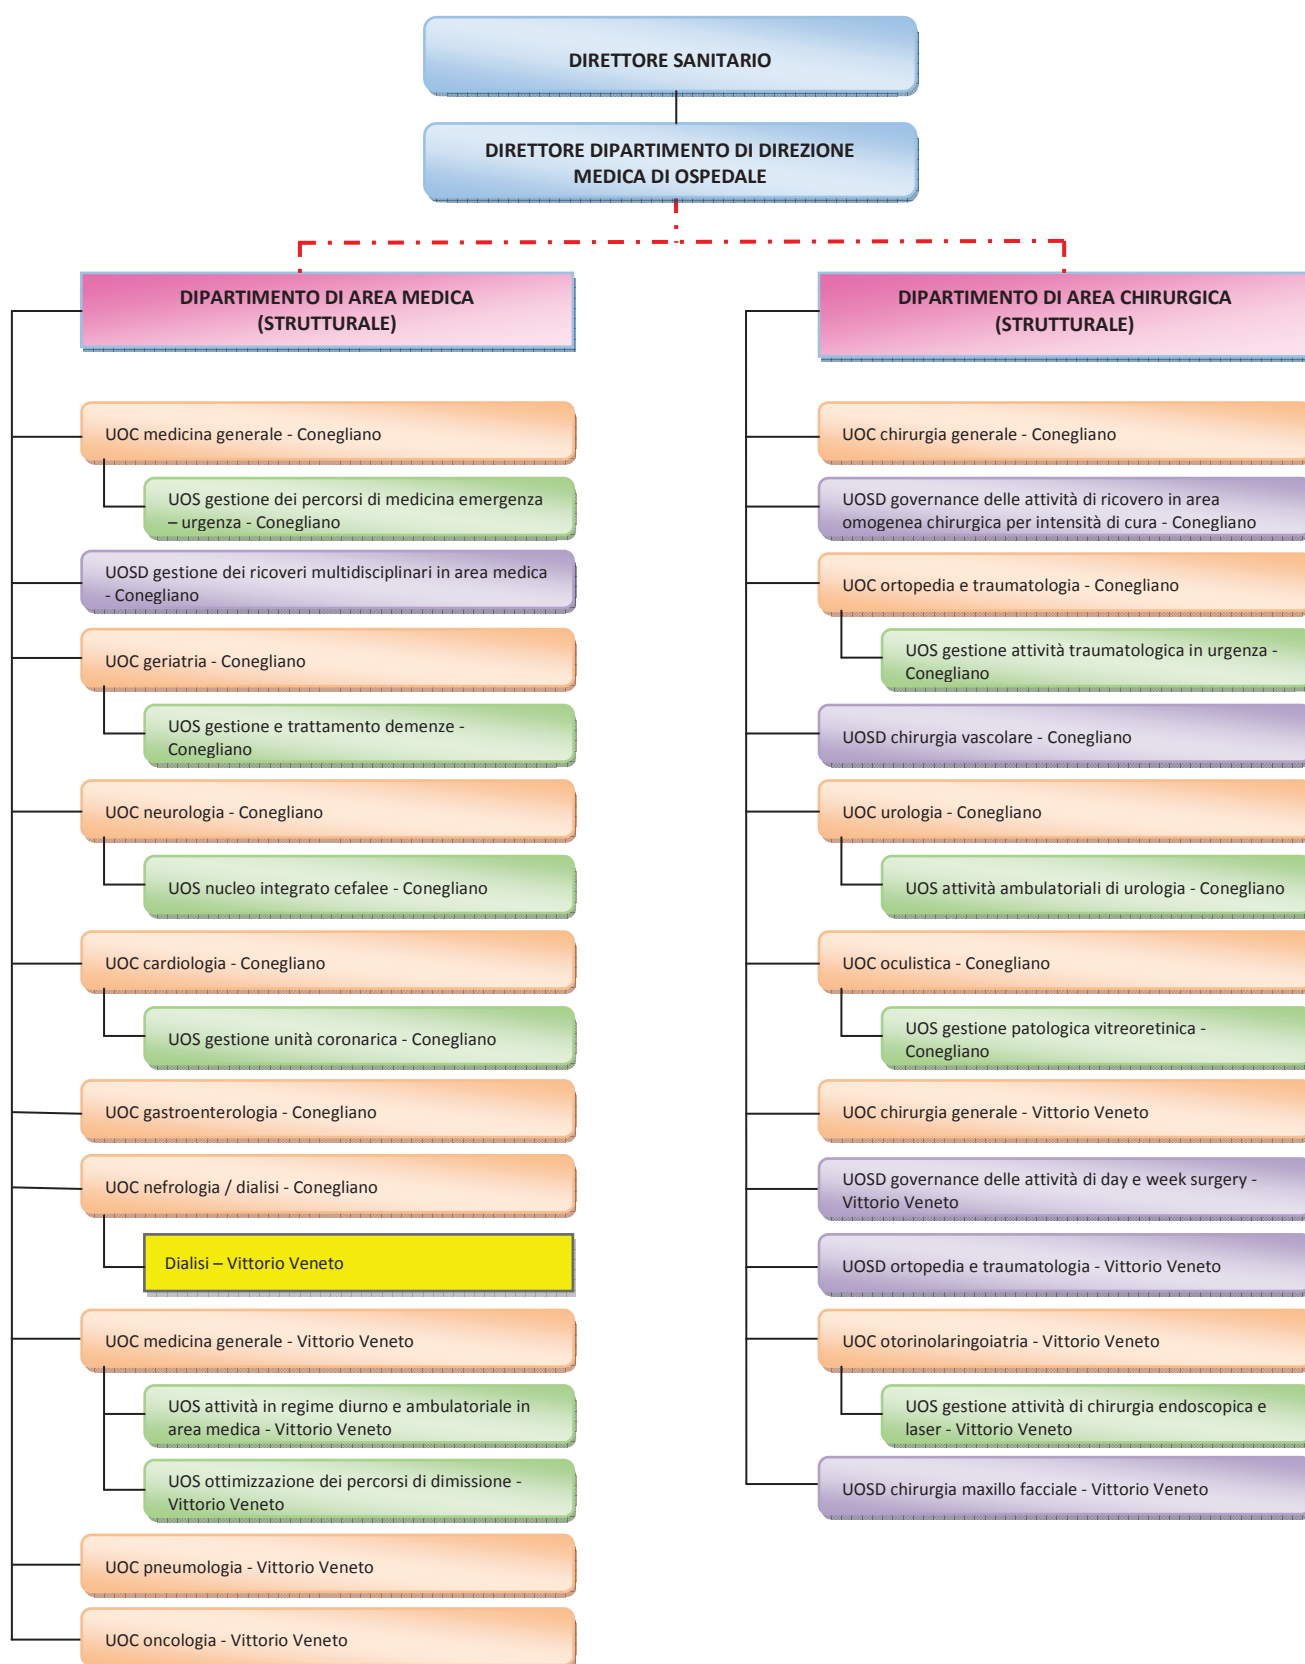 DIRETTORE SANITARIO
DIRETTORE DIPARTIMENTO DI DIREZIONE
MEDICA DI OSPEDALE
DIPARTIMENTO DI AREA MEDICA
(STRUTTURALE)
UOC medicina generale - Conegliano
UOS gestione dei percorsi di medicina emergenza
– urgenza - Conegliano
UOSD gestione dei ricoveri multidisciplinari in area medica
- Conegliano
UOC geriatria - Conegliano
UOS gestione e trattamento demenze -
Conegliano
UOC neurologia - Conegliano
UOS nucleo integrato cefalee - Conegliano
UOC cardiologia - Conegliano
UOS gestione unità coronarica - Conegliano
UOC gastroenterologia - Conegliano
UOC nefrologia / dialisi - Conegliano
Dialisi – Vittorio Veneto
UOC medicina generale - Vittorio Veneto
UOS attività in regime diurno e ambulatoriale in
area medica - Vittorio Veneto
UOS ottimizzazione dei percorsi di dimissione -
Vittorio Veneto
UOC pneumologia - Vittorio Veneto
UOC oncologia - Vittorio Veneto
DIPARTIMENTO DI AREA CHIRURGICA
(STRUTTURALE)
UOC chirurgia generale - Conegliano
UOSD governance delle attività di ricovero in area
omogenea chirurgica per intensità di cura - Conegliano
UOC ortopedia e traumatologia - Conegliano
UOS gestione attività traumatologica in urgenza -
Conegliano
UOSD chirurgia vascolare - Conegliano
UOC urologia - Conegliano
UOS attività ambulatoriali di urologia - Conegliano
UOC oculistica - Conegliano
UOS gestione patologica vitreoretinica -
Conegliano
UOC chirurgia generale - Vittorio Veneto
UOSD governance delle attività di day e week surgery -
Vittorio Veneto
UOSD ortopedia e traumatologia - Vittorio Veneto
UOC otorinolaringoiatria - Vittorio Veneto
UOS gestione attività di chirurgia endoscopica e
laser - Vittorio Veneto
UOSD chirurgia maxillo facciale - Vittorio Veneto